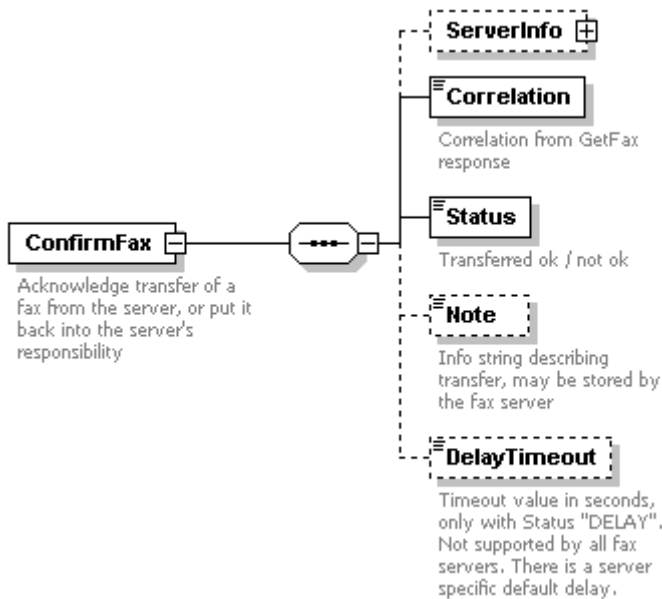 ServerInfo
Correlation
Correlation from GetFax
response
Status
Transferred ok / not ok
ConfirmFax
Acknowledge transfer of a
fax from the server, or put it
back into the server's
responsibility
Note
Info string describing
transfer, may be stored by
the fax server
DelayTimeout
Timeout value in seconds,
only with Status "DELAY".
Not supported by all fax
servers. There is a server
specific default delay.